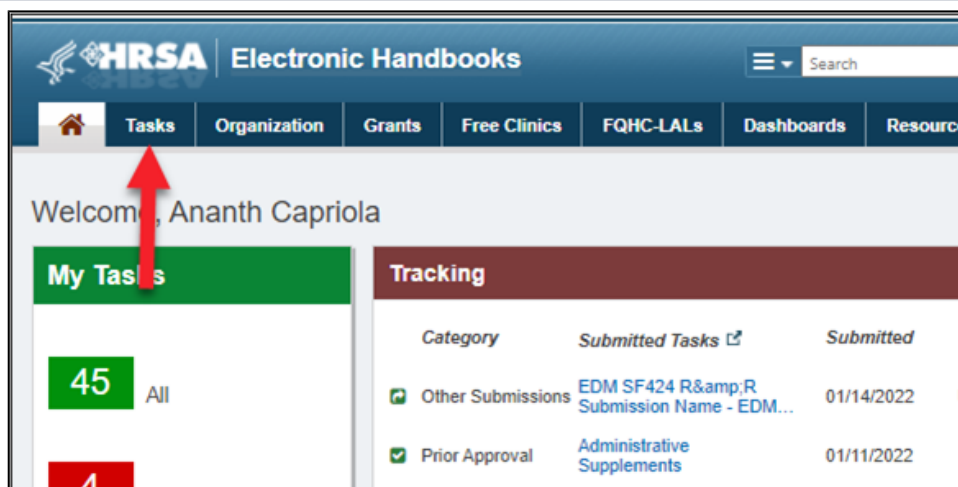 HRSA Electronic Handbooks
Search
Tasks Organization Grants Free Clinics FQHC-LALs Dashboards Resourc
Welcome, Ananth Capriola
My Tasks
45 All
4
Tracking
Category Submitted Tasks Submitted
Other Submissions EDM SF424 R&amp;R 01/14/2022
Submission Name - EDM...
Prior Approval Administrative 01/11/2022
Supplements